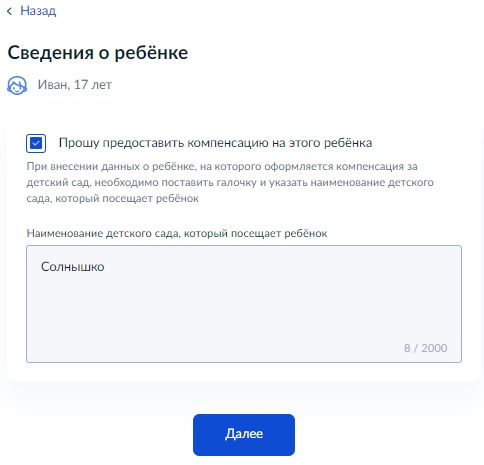 Назад
Сведения о ребёнке
Иван, 17 лет
Прошу предоставить компенсацию на этого ребёнка
При внесении данных о ребёнке, на которого оформляется компенсация за
детский сад, необходимо поставить галочку и указать наименование детского
сада, который посещает ребёнок
Наименование детского сада, который посещает ребёнок
Солнышко
8 / 2000
Далее